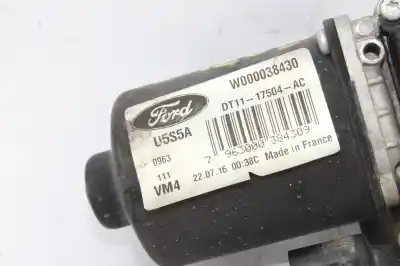 W000038430
Ford
DT11-17504-AC
U5S5A
0963
7 963000 384309
111
VM4
22.07.16 00:38C Made in France